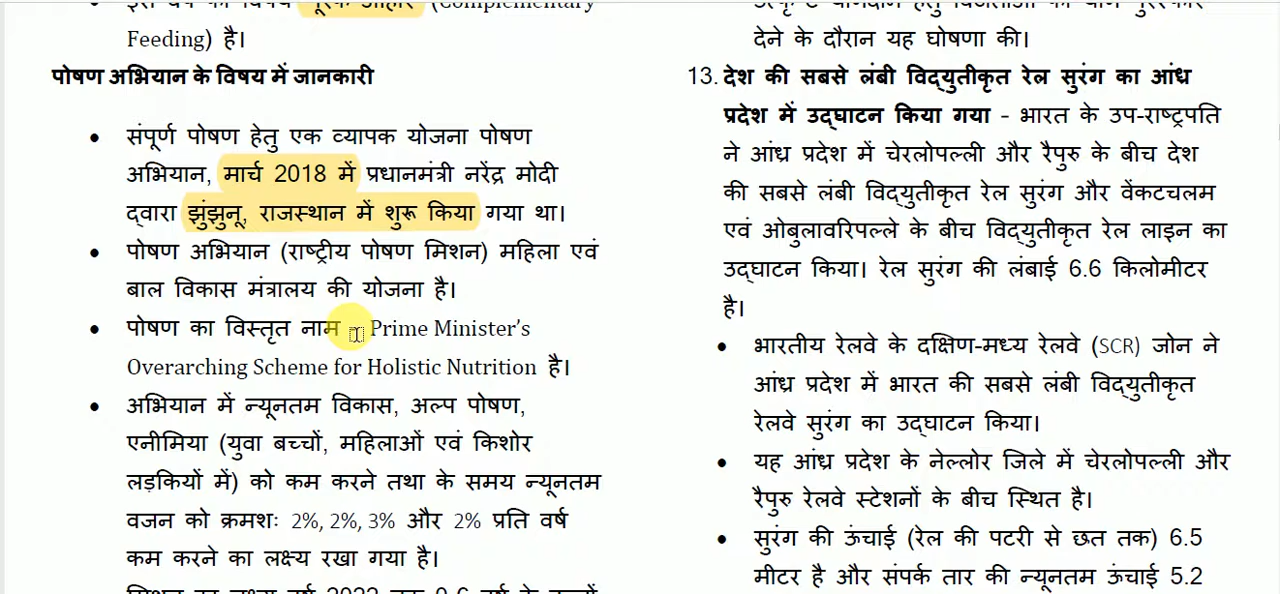 इस वर्ष का विषय पूरक आहार (Complementary
Feeding) है।
पोषण अभियान के विषय में जानकारी
• संपूर्ण पोषण हेतु एक व्यापक योजना पोषण
अभियान, मार्च 2018 में प्रधानमंत्री नरेंद्र मोदी
द्वारा झुंझुनू, राजस्थान में शुरू किया गया था।
• पोषण अभियान (राष्ट्रीय पोषण मिशन) महिला एवं
बाल विकास मंत्रालय की योजना है।
• पोषण का विस्तृत नाम Prime Minister's
Overarching Scheme for Holistic Nutrition है।
• अभियान में न्यूनतम विकास, अल्प पोषण,
एनीमिया (युवा बच्चों, महिलाओं एवं किशोर
लड़कियों में) को कम करने तथा के समय न्यूनतम
वजन को क्रमशः 2%, 2%, 3% और 2% प्रति वर्ष
कम करने का लक्ष्य रखा गया है।
देने के दौरान यह घोषणा की।
13. देश की सबसे लंबी विद्युतीकृत रेल सुरंग का आंध्र
प्रदेश में उद्घाटन किया गया - भारत के उप-राष्ट्रपति
ने आंध्र प्रदेश में चेरलोपल्ली और रैपुरु के बीच देश
की सबसे लंबी विद्युतीकृत रेल सुरंग और वेंकटचलम
एवं ओबुलावरिपल्ले के बीच विद्युतीकृत रेल लाइन का
उद्घाटन किया। रेल सुरंग की लंबाई 6.6 किलोमीटर
है।
• भारतीय रेलवे के दक्षिण-मध्य रेलवे (SCR) जोन ने
आंध्र प्रदेश में भारत की सबसे लंबी विद्युतीकृत
रेलवे सुरंग का उद्घाटन किया।
• यह आंध्र प्रदेश के नेल्लोर जिले में चेरलोपल्ली और
रैपुरु रेलवे स्टेशनों के बीच स्थित है।
• सुरंग की ऊंचाई (रेल की पटरी से छत तक) 6.5
मीटर है और संपर्क तार की न्यूनतम ऊंचाई 5.2